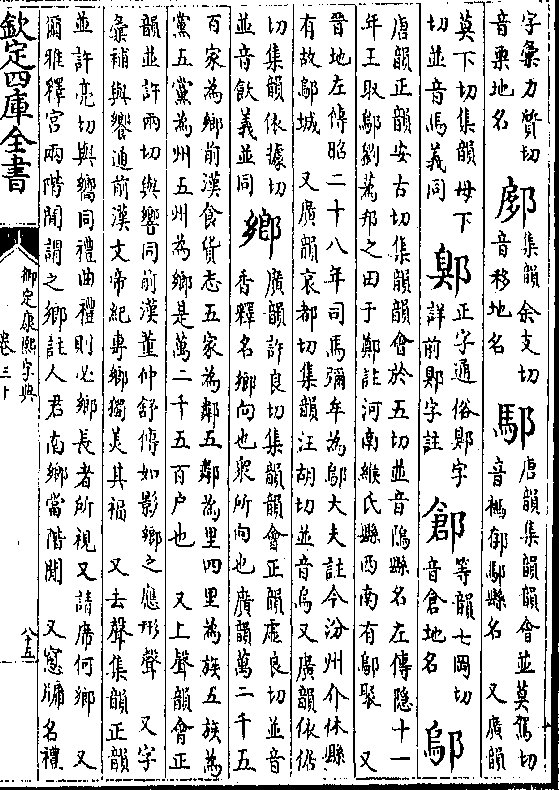 字彙力質切
音栗地名
鄜
集韻余支切
音移地名
鄢
唐韻集韻韻會並莫駕切
音禡郁鄢縣名 又廣韻
莫下切集韻母下
切並音馬義同
鄓
正字通俗郹字
詳前郹字註
鄶
等韻七岡切
音倉地名
鄔
唐韻正韻安古切集韻韻會於五切並音隖縣名左傳隱十一
年王取鄔劉蒍邘之田于鄭註河南緱氏縣西南有鄔聚 又
晉地左傳昭二十八年司馬彌牟為鄔大夫註今汾州介休縣
有故鄔城 又廣韻哀都切集韻汪胡切並音烏又廣韻依倨
切集韻依據切
並音飫義並同
鄉
廣韻許良切集韻韻會正韻虛良切並音
香釋名鄉向也衆所向也廣韻萬二千五
百家為鄉前漢食貨志五家為鄰五鄰為里四里為族五族為
黨五黨為州五州為鄉是萬二千五百户也 又上聲韻會正
韻並許兩切與響同前漢董仲舒傳如影鄉之應形聲 又字
彙補與饗通前漢文帝紀專鄉獨美其福 又去聲集韻正韻
並許亮切與嚮同禮曲禮則必鄉長者所視又請席何鄉 又
爾雅釋宮兩階閒謂之鄉註人君南鄉當階閒 又窻牖名禮
欽定四庫全書
御定康熙字典
卷三十
八十五